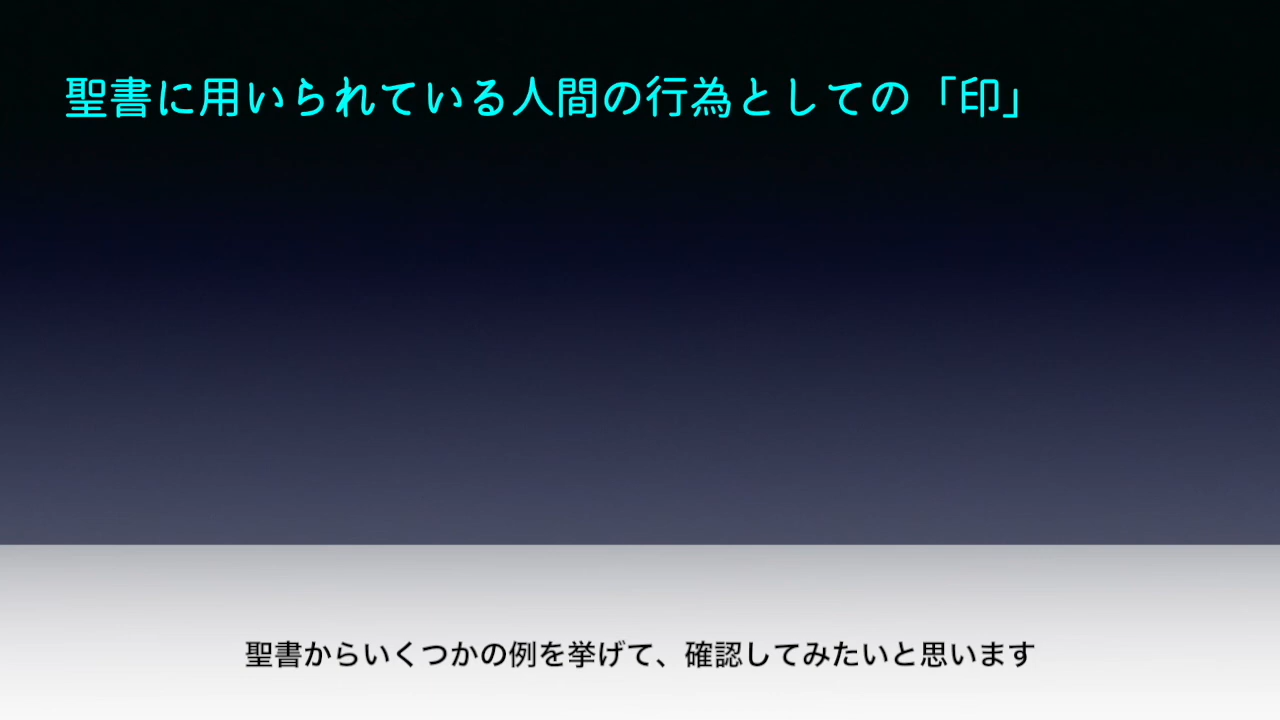 聖書に用いられている人間の行為としての「印」
聖書からいくつかの例を挙げて、確認してみたいと思います